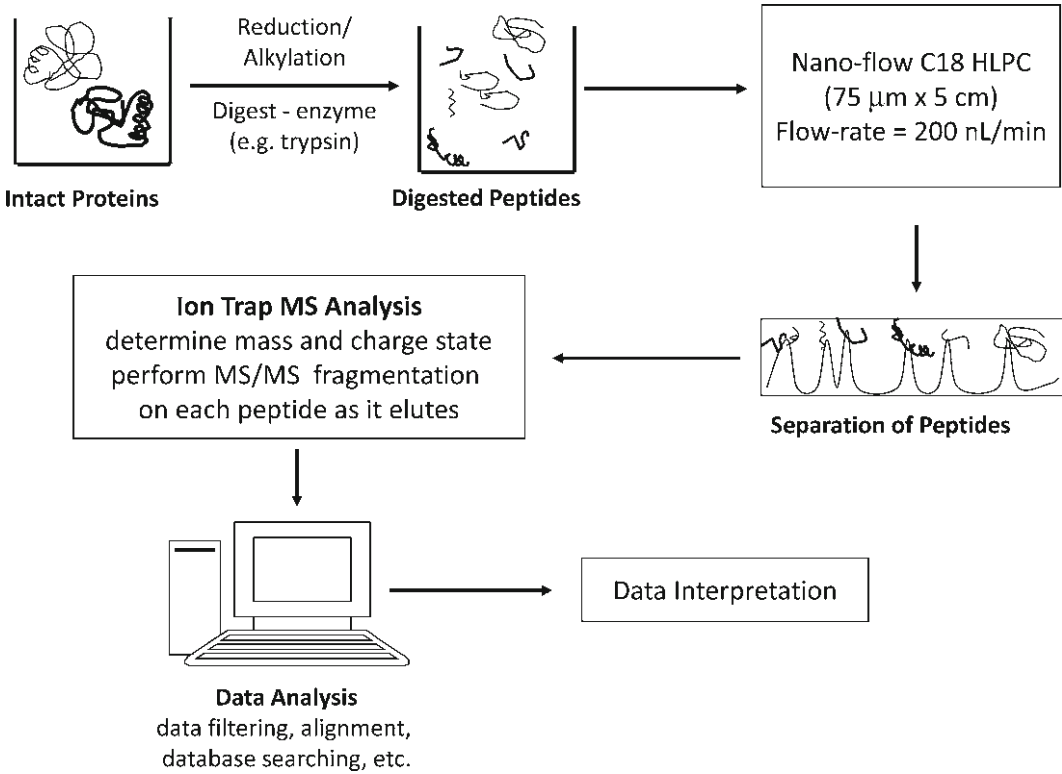 Reduction/
Alkylation
Digest - enzyme
(e.g. trypsin)
Intact Proteins
Digested Peptides
Nano-flow C18 HLPC
(75 µm x 5 cm)
Flow-rate = 200 nL/min
Separation of Peptides
Ion Trap MS Analysis
determine mass and charge state
perform MS/MS fragmentation
on each peptide as it elutes
Data Analysis
data filtering, alignment,
database searching, etc.
Data Interpretation